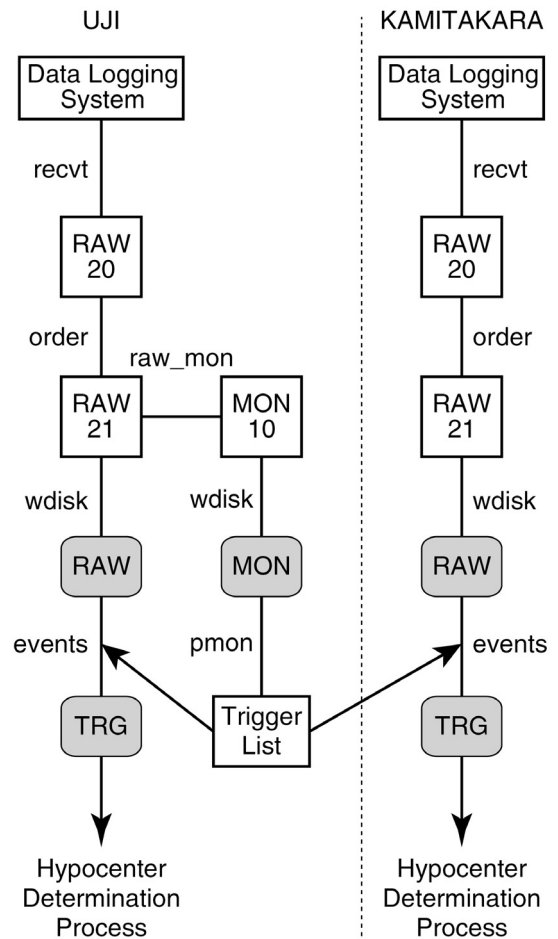 UJI
KAMITAKARA
Data Logging
System
Data Logging
System
recvt
recvt
RAW
20
RAW
20
order
order
raw_mon
RAW
21
MON
10
RAW
21
wdisk
wdisk
wdisk
RAW
MON
RAW
events
pmon
events
TRG
Trigger
List
TRG
Hypocenter
Determination
Process
Hypocenter
Determination
Process